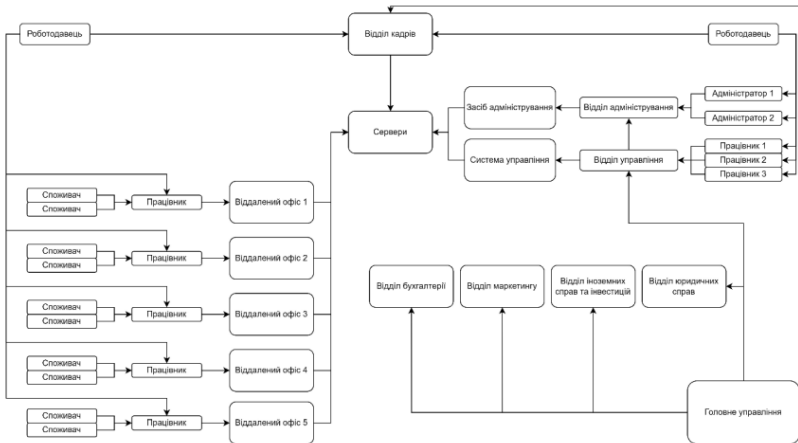 Роботодавець
Відділ кадрів
Роботодавець
Засіб адміністрування
Відділ адміністрування
Адміністратор 1
Адміністратор 2
Сервери
Система управління
Відділ управління
Працівник 1
Працівник 2
Працівник 3
Споживач
Споживач
Працівник
Віддалений офіс 1
Споживач
Споживач
Працівник
Віддалений офіс 2
Споживач
Споживач
Працівник
Віддалений офіс 3
Споживач
Споживач
Працівник
Віддалений офіс 4
Споживач
Споживач
Працівник
Віддалений офіс 5
Відділ бухгалтерії
Відділ маркетингу
Відділ іноземних
справ та інвестицій
Відділ юридичних
справ
Головне управління